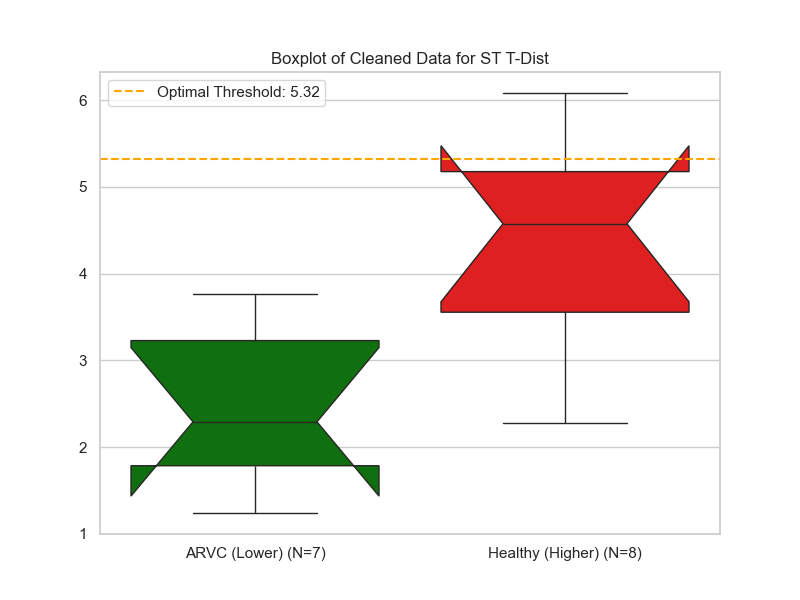 Boxplot of Cleaned Data for ST T-Dist
Optimal Threshold: 5.32
6
5
4
3
2
1
ARVC (Lower) (N=7)
Healthy (Higher) (N=8)